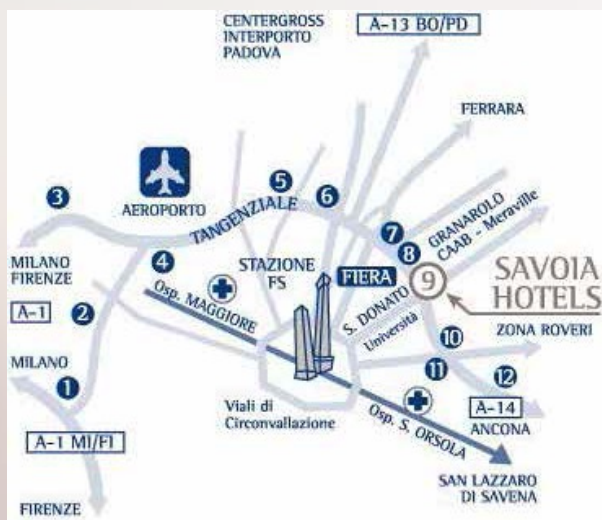 CENTERGROSS
INTERPORTO
PADOVA
A-13 BO/PD
FERRARA
AEROPORTO
TANGENZIALE
3
5
6
7
8
GRANAROLO
CAAB - Meraville
MILANO
FIRENZE
4
STAZIONE
FS
FIERA
9
SAVOIA
HOTELS
S. DONATO
Università
Osp. MAGGIORE
A-1
2
10
ZONA ROVERI
11
MILANO
1
12
A-14
ANCONA
Viali di
Circonvallazione
Osp. S. ORSOLA
A-1 MI/FI
SAN LAZZARO
DI SAVENA
FIRENZE